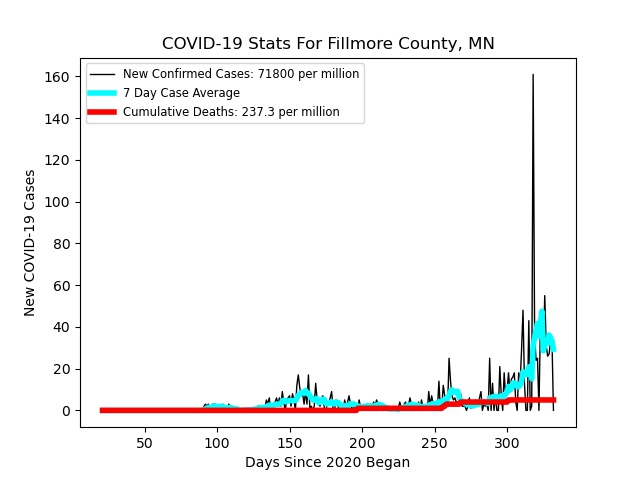 COVID-19 Stats For Fillmore County, MN
New Confirmed Cases: 71800 per million
7 Day Case Average
Cumulative Deaths: 237.3 per million
New COVID-19 Cases
160
140
120
100
80
60
40
20
0
50
100
150
200
250
300
Days Since 2020 Began